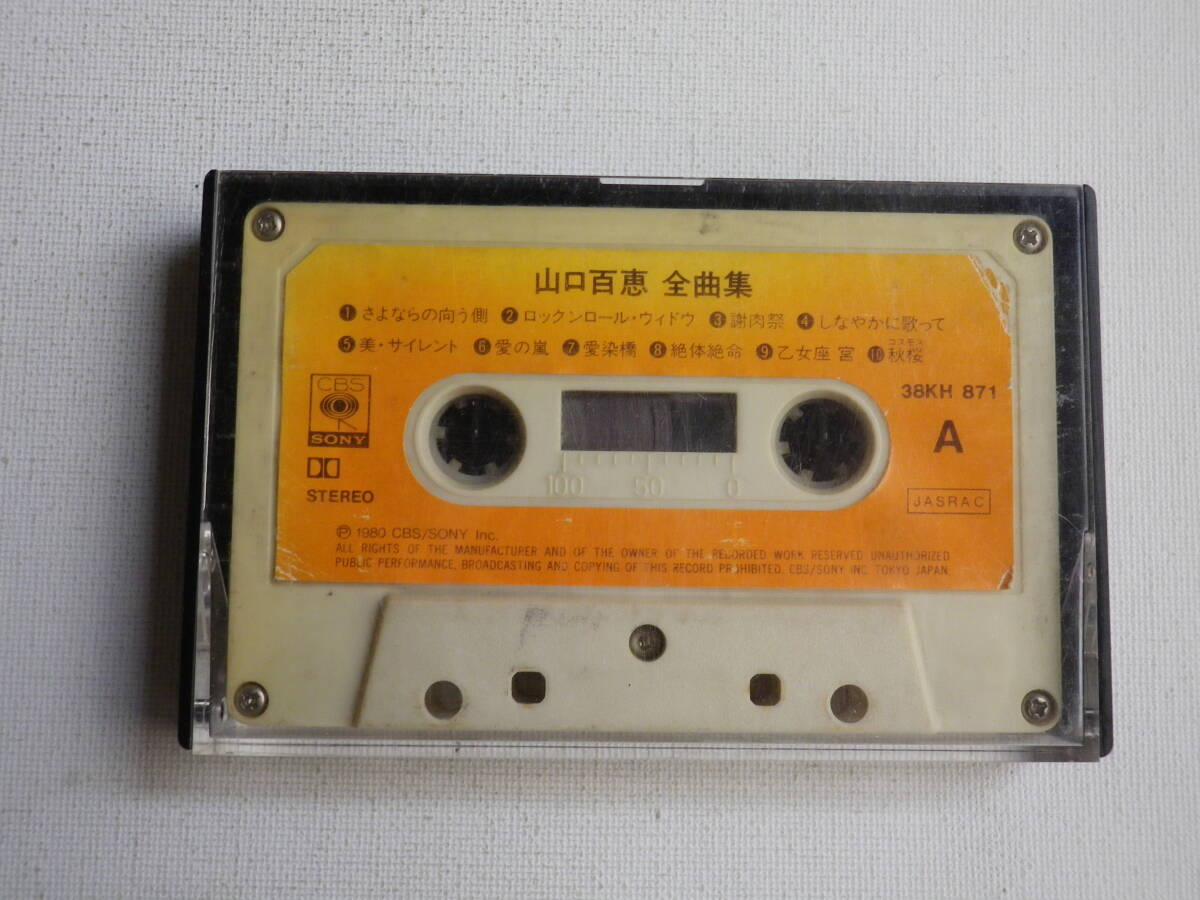 山口百恵 全曲集
❶さよならの向う側 ❷ロックンロール・ウィドウ ❸謝肉祭 ❹しなやかに歌って
コスモス
❺美・サイレント ❻愛の嵐 ❼愛染橋 ❽絶体絶命 ❾乙女座 宮 ❿秋桜
CBS
SONY
38KH 871
A
STEREO
100 50 0
JASRAC
Ⓟ 1980 CBS/SONY Inc.
ALL RIGHTS OF THE MANUFACTURER AND OF THE OWNER OF THE RECORDED WORK RESERVED UNAUTHORIZED
PUBLIC PERFORMANCE, BROADCASTING AND COPYING OF THIS RECORD PROHIBITED. CBS/SONY INC. TOKYO JAPAN.